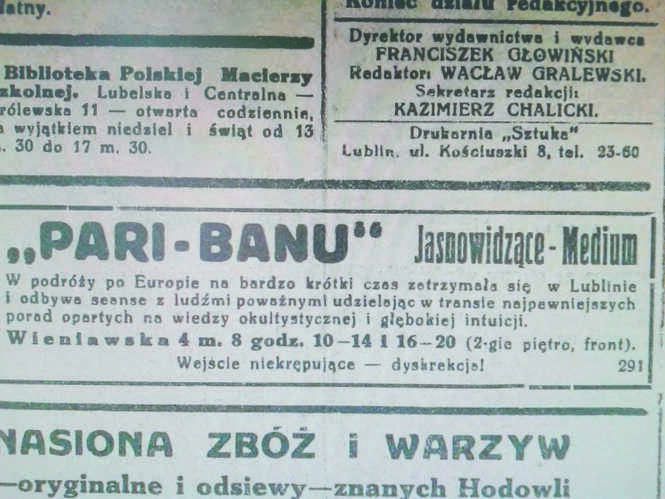 łatny.
Biblioteka Polskiej Macierzy
zkolnej. Lubelska i Centralna —
rólewska 11 — otwarta codziennie,
a wyjątkiem niedziel i świąt od 13
. 30 do 17 m. 30.
Koniec działu redakcyjnego.
Dyrektor wydawnictwa i wydawca
FRANCISZEK GŁOWIŃSKI
Redaktor: WACŁAW GRALEWSKI.
Sekretarz redakcji:
KAZIMIERZ CHALICKI.
Drukarnia „Sztuka"
Lublin, ul. Kościuszki 8, tel. 23-60
„PARI-BANU" Jasnowidzące-Medium
W podróży po Europie na bardzo krótki czas zatrzymała się w Lublinie
i odbywa seanse z ludźmi poważnymi udzielając w transie najpewniejszych
porad opartych na wiedzy okultystycznej i głębokiej intuicji.
Wieniawska 4 m. 8 godz. 10-14 i 16-20 (2-gie piętro, front).
Wejście niekrępujące — dyskrekcja! 291
NASIONA ZBÓŻ i WARZYW
—oryginalne i odsiewy—znanych Hodowli